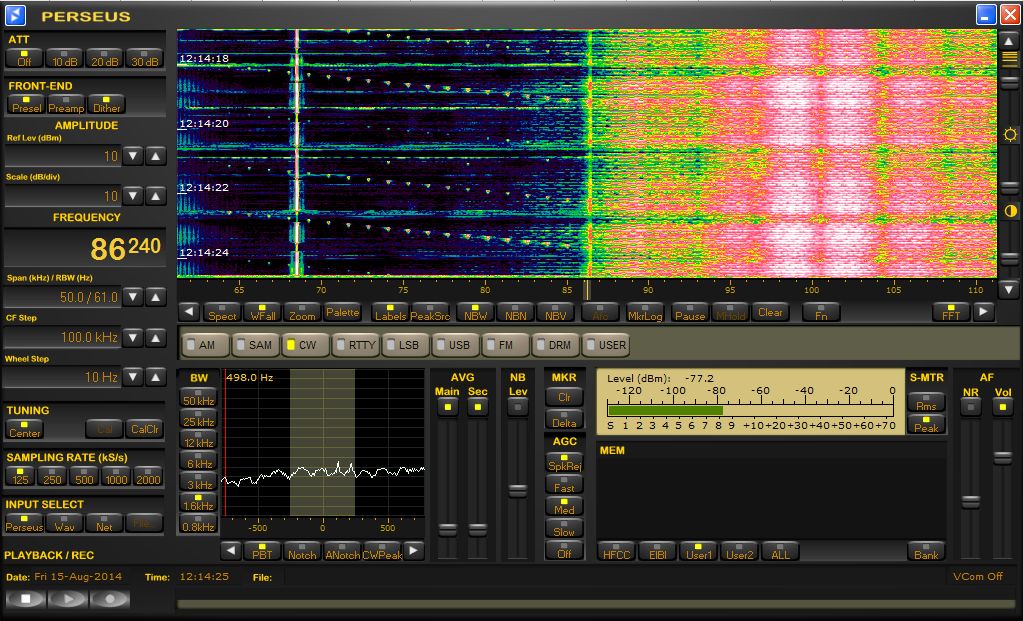 PERSEUS
ATT
Off 10 dB 20 dB 30 dB
FRONT-END
Presel Preamp Dither
AMPLITUDE
Ref Lev (dBm)
10
Scale (dB/div)
10
FREQUENCY
86 240
Span (kHz) / RBW (Hz)
50.0 / 61.0
CF Step
100.0 kHz
Wheel Step
10 Hz
TUNING
Center Cal CalClr
SAMPLING RATE (kS/s)
125 250 500 1000 2000
INPUT SELECT
Perseus Wav Net File
12:14:18
12:14:20
12:14:22
12:14:24
65 70 75 80 85 90 95 100 105 110
Spect WFall Zoom Palette Labels PeakSrc NBW NBN NBV Afc MkrLog Pause MHold Clear Fn FFT
AM SAM CW RTTY LSB USB FM DRM USER
BW
50 kHz
25 kHz
12 kHz
6 kHz
3 kHz
1.6kHz
0.8kHz
498.0 Hz
-500 0 500
PBT Notch ANotch CWPeak
AVG
Main Sec
NB
Lev
MKR
Clr
Delta
AGC
SpkRej
Fast
Med
Slow
Off
Level (dBm): -77.2
-120 -100 -80 -60 -40 -20 0
S 1 2 3 4 5 6 7 8 9 +10+20+30+40+50+60+70
S-MTR
Rms
Peak
MEM
HFCC EIBI User1 User2 ALL Bank
AF
NR Vol
PLAYBACK / REC
Date: Fri 15-Aug-2014 Time: 12:14:25 File:
VCom Off